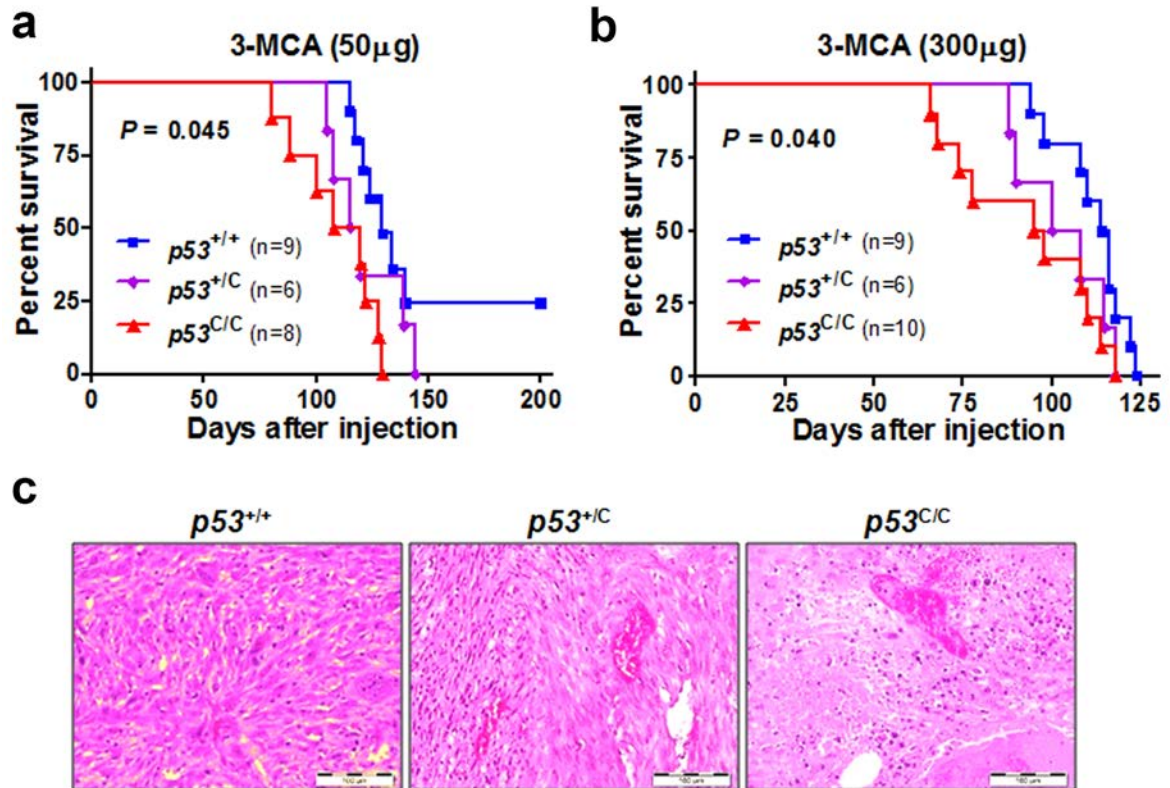 a
3-MCA (50µg)
Percent survival
100
75
50
25
0
P = 0.045
p53+/+ (n=9)
p53+/C (n=6)
p53C/C (n=8)
0 50 100 150 200
Days after injection
b
3-MCA (300µg)
Percent survival
100
75
50
25
0
P = 0.040
p53+/+ (n=9)
p53+/C (n=6)
p53C/C (n=10)
0 25 50 75 100 125
Days after injection
c
p53+/+ p53+/C p53C/C